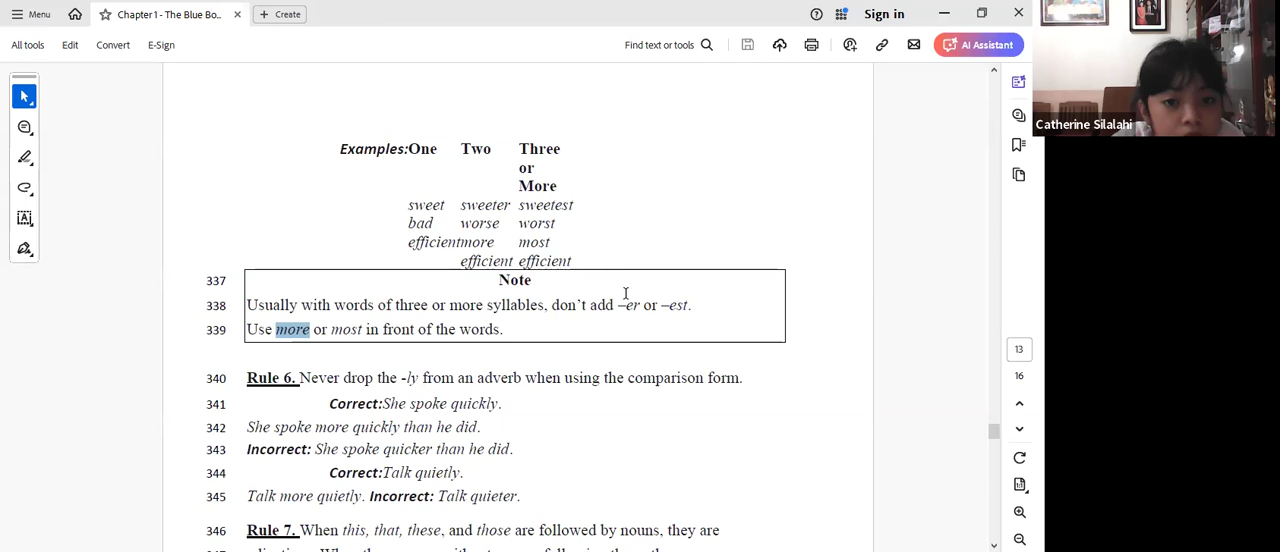 Menu
Chapter1 - The Blue Bo...
Create
Sign in
All tools Edit Convert E-Sign
Find text or tools
AI Assistant
Catherine Silalahi
Examples:One Two Three
or
More
sweet sweeter sweetest
bad worse worst
efficientmore most
efficient efficient
337 Note
338 Usually with words of three or more syllables, don't add –er or –est.
339 Use more or most in front of the words.
340 Rule 6. Never drop the -ly from an adverb when using the comparison form.
341 Correct:She spoke quickly.
342 She spoke more quickly than he did.
343 Incorrect: She spoke quicker than he did.
344 Correct:Talk quietly.
345 Talk more quietly. Incorrect: Talk quieter.
346 Rule 7. When this, that, these, and those are followed by nouns, they are
13
16